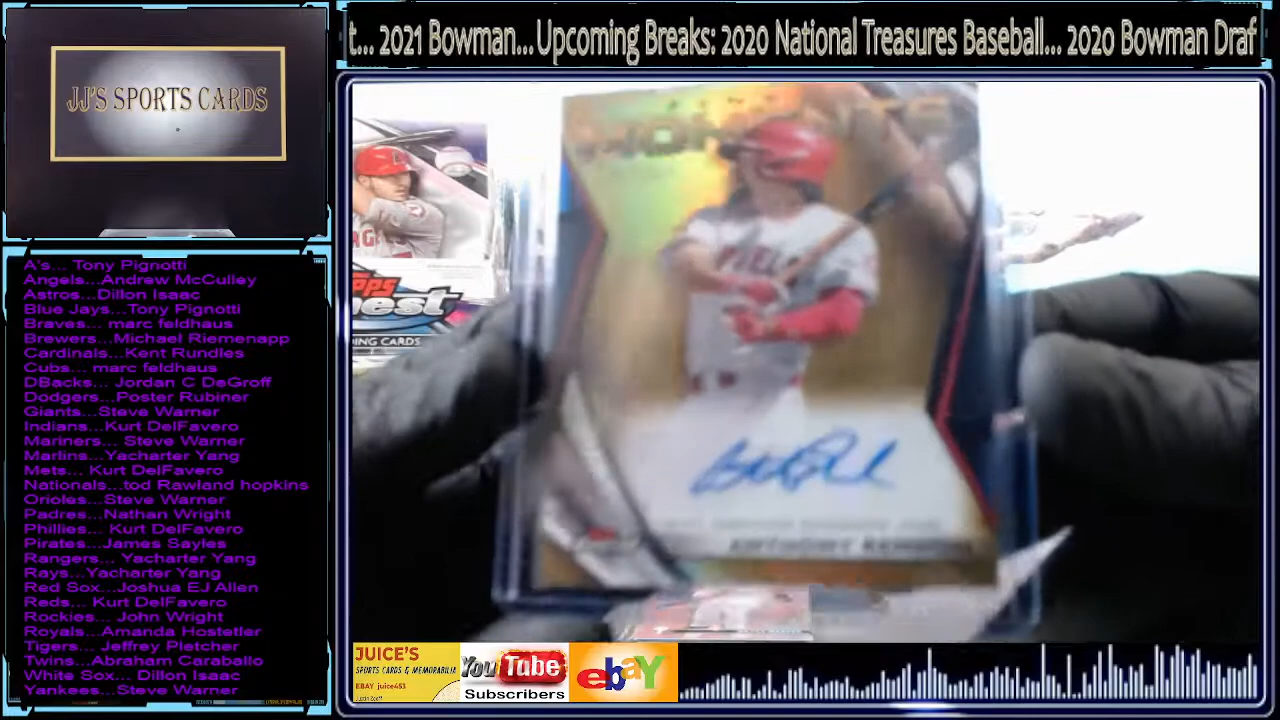 t... 2021 Bowman...Upcoming Breaks: 2020 National Treasures Baseball... 2020 Bowman Draf
JJ'S SPORTS CARDS
A's... Tony Pignotti
Angels...Andrew McCulley
Astros...Dillon Isaac
Blue Jays...Tony Pignotti
Braves... marc feldhaus
Brewers...Michael Riemenapp
Cardinals...Kent Rundles
Cubs... marc feldhaus
DBacks... Jordan C DeGroff
Dodgers...Poster Rubiner
Giants...Steve Warner
Indians...Kurt DelFavero
Mariners... Steve Warner
Marlins...Yacharter Yang
Mets... Kurt DelFavero
Nationals...tod Rawland hopkins
Orioles...Steve Warner
Padres...Nathan Wright
Phillies... Kurt DelFavero
Pirates...James Sayles
Rangers... Yacharter Yang
Rays...Yacharter Yang
Red Sox...Joshua EJ Allen
Reds... Kurt DelFavero
Rockies... John Wright
Royals...Amanda Hostetler
Tigers... Jeffrey Pletcher
Twins...Abraham Caraballo
White Sox... Dillon Isaac
Yankees...Steve Warner
PPS
est
ING CARDS
JUICE'S
SPORTS CARDS & MEMORABILIA
EBAY juice453
YouTube
Subscribers
ebaY